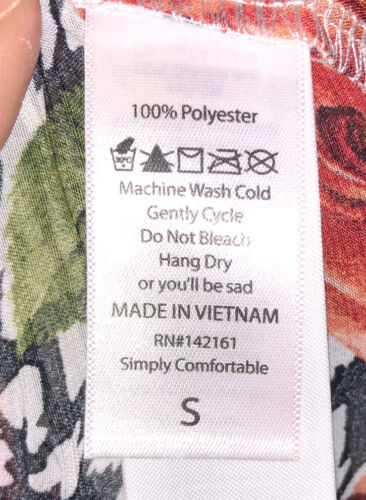 100% Polyester
Machine Wash Cold
Gently Cycle
Do Not Bleach
Hang Dry
or you'll be sad
MADE IN VIETNAM
RN#142161
Simply Comfortable
S